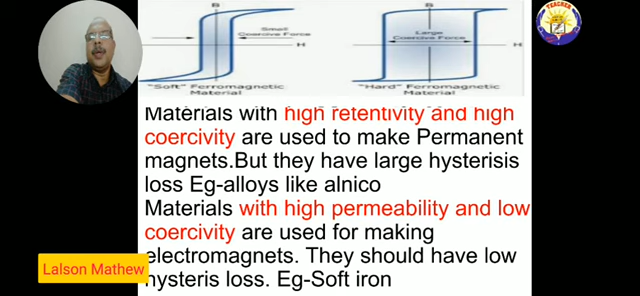 TEACHER
B
B
Small
Coercive Force
H
Large
Coercive Force
H
"Soft" Ferromagnetic
Material
"Hard" Ferromagnetic
Material
Materials with high retentivity and high
coercivity are used to make Permanent
magnets.But they have large hysterisis
loss Eg-alloys like alnico
Materials with high permeability and low
coercivity are used for making
electromagnets. They should have low
hysteris loss. Eg-Soft iron
Lalson Mathew